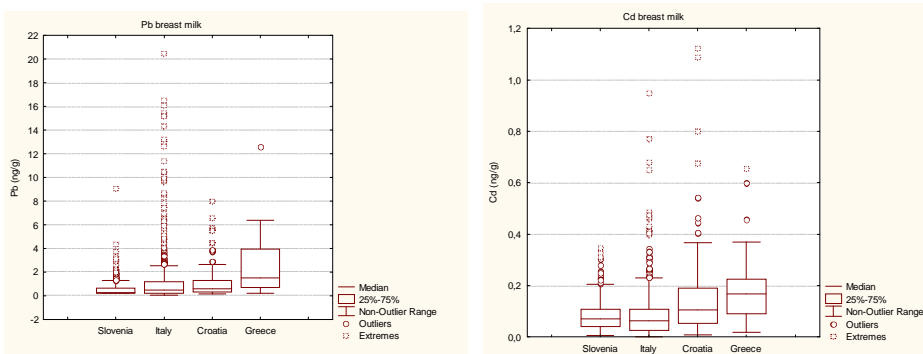 Pb breast milk
22
20
18
16
14
12
10
8
6
4
2
0
-2
Pb (ng/g)
Slovenia Italy Croatia Greece
Median
25%-75%
Non-Outlier Range
Outliers
Extremes
Cd breast milk
1,2
1,0
0,8
0,6
0,4
0,2
0,0
Cd (ng/g)
Slovenia Italy Croatia Greece
Median
25%-75%
Non-Outlier Range
Outliers
Extremes